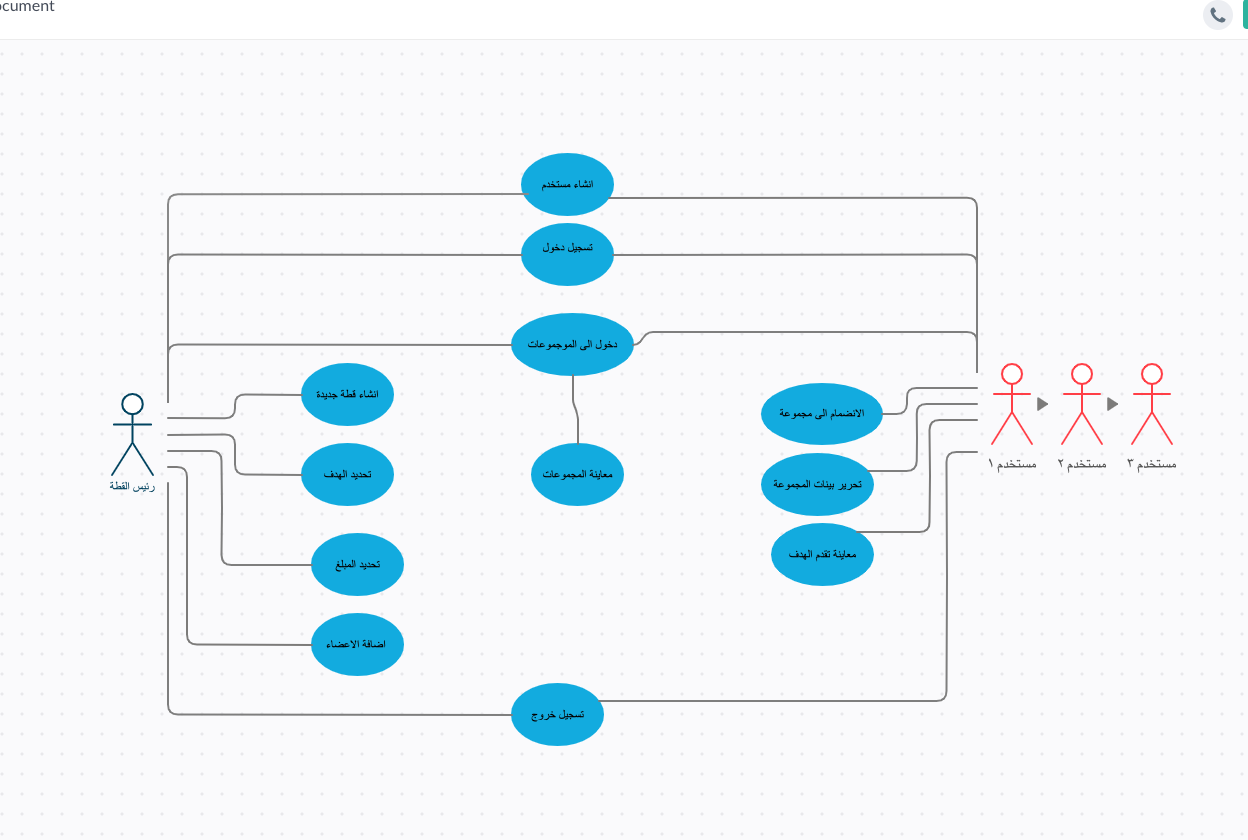 ocument
انشاء مستخدم
تسجيل دخول
دخول الى الموجموعات
انشاء قطة جديدة
الانضمام الى مجموعة
تحديد الهدف
معاينة المجموعات
تحرير بينات المجموعة
رئيس القطة
مستخدم ١
مستخدم ٢
مستخدم ٣
معاينة تقدم الهدف
تحديد المبلغ
اضافة الاعضاء
تسجيل خروج